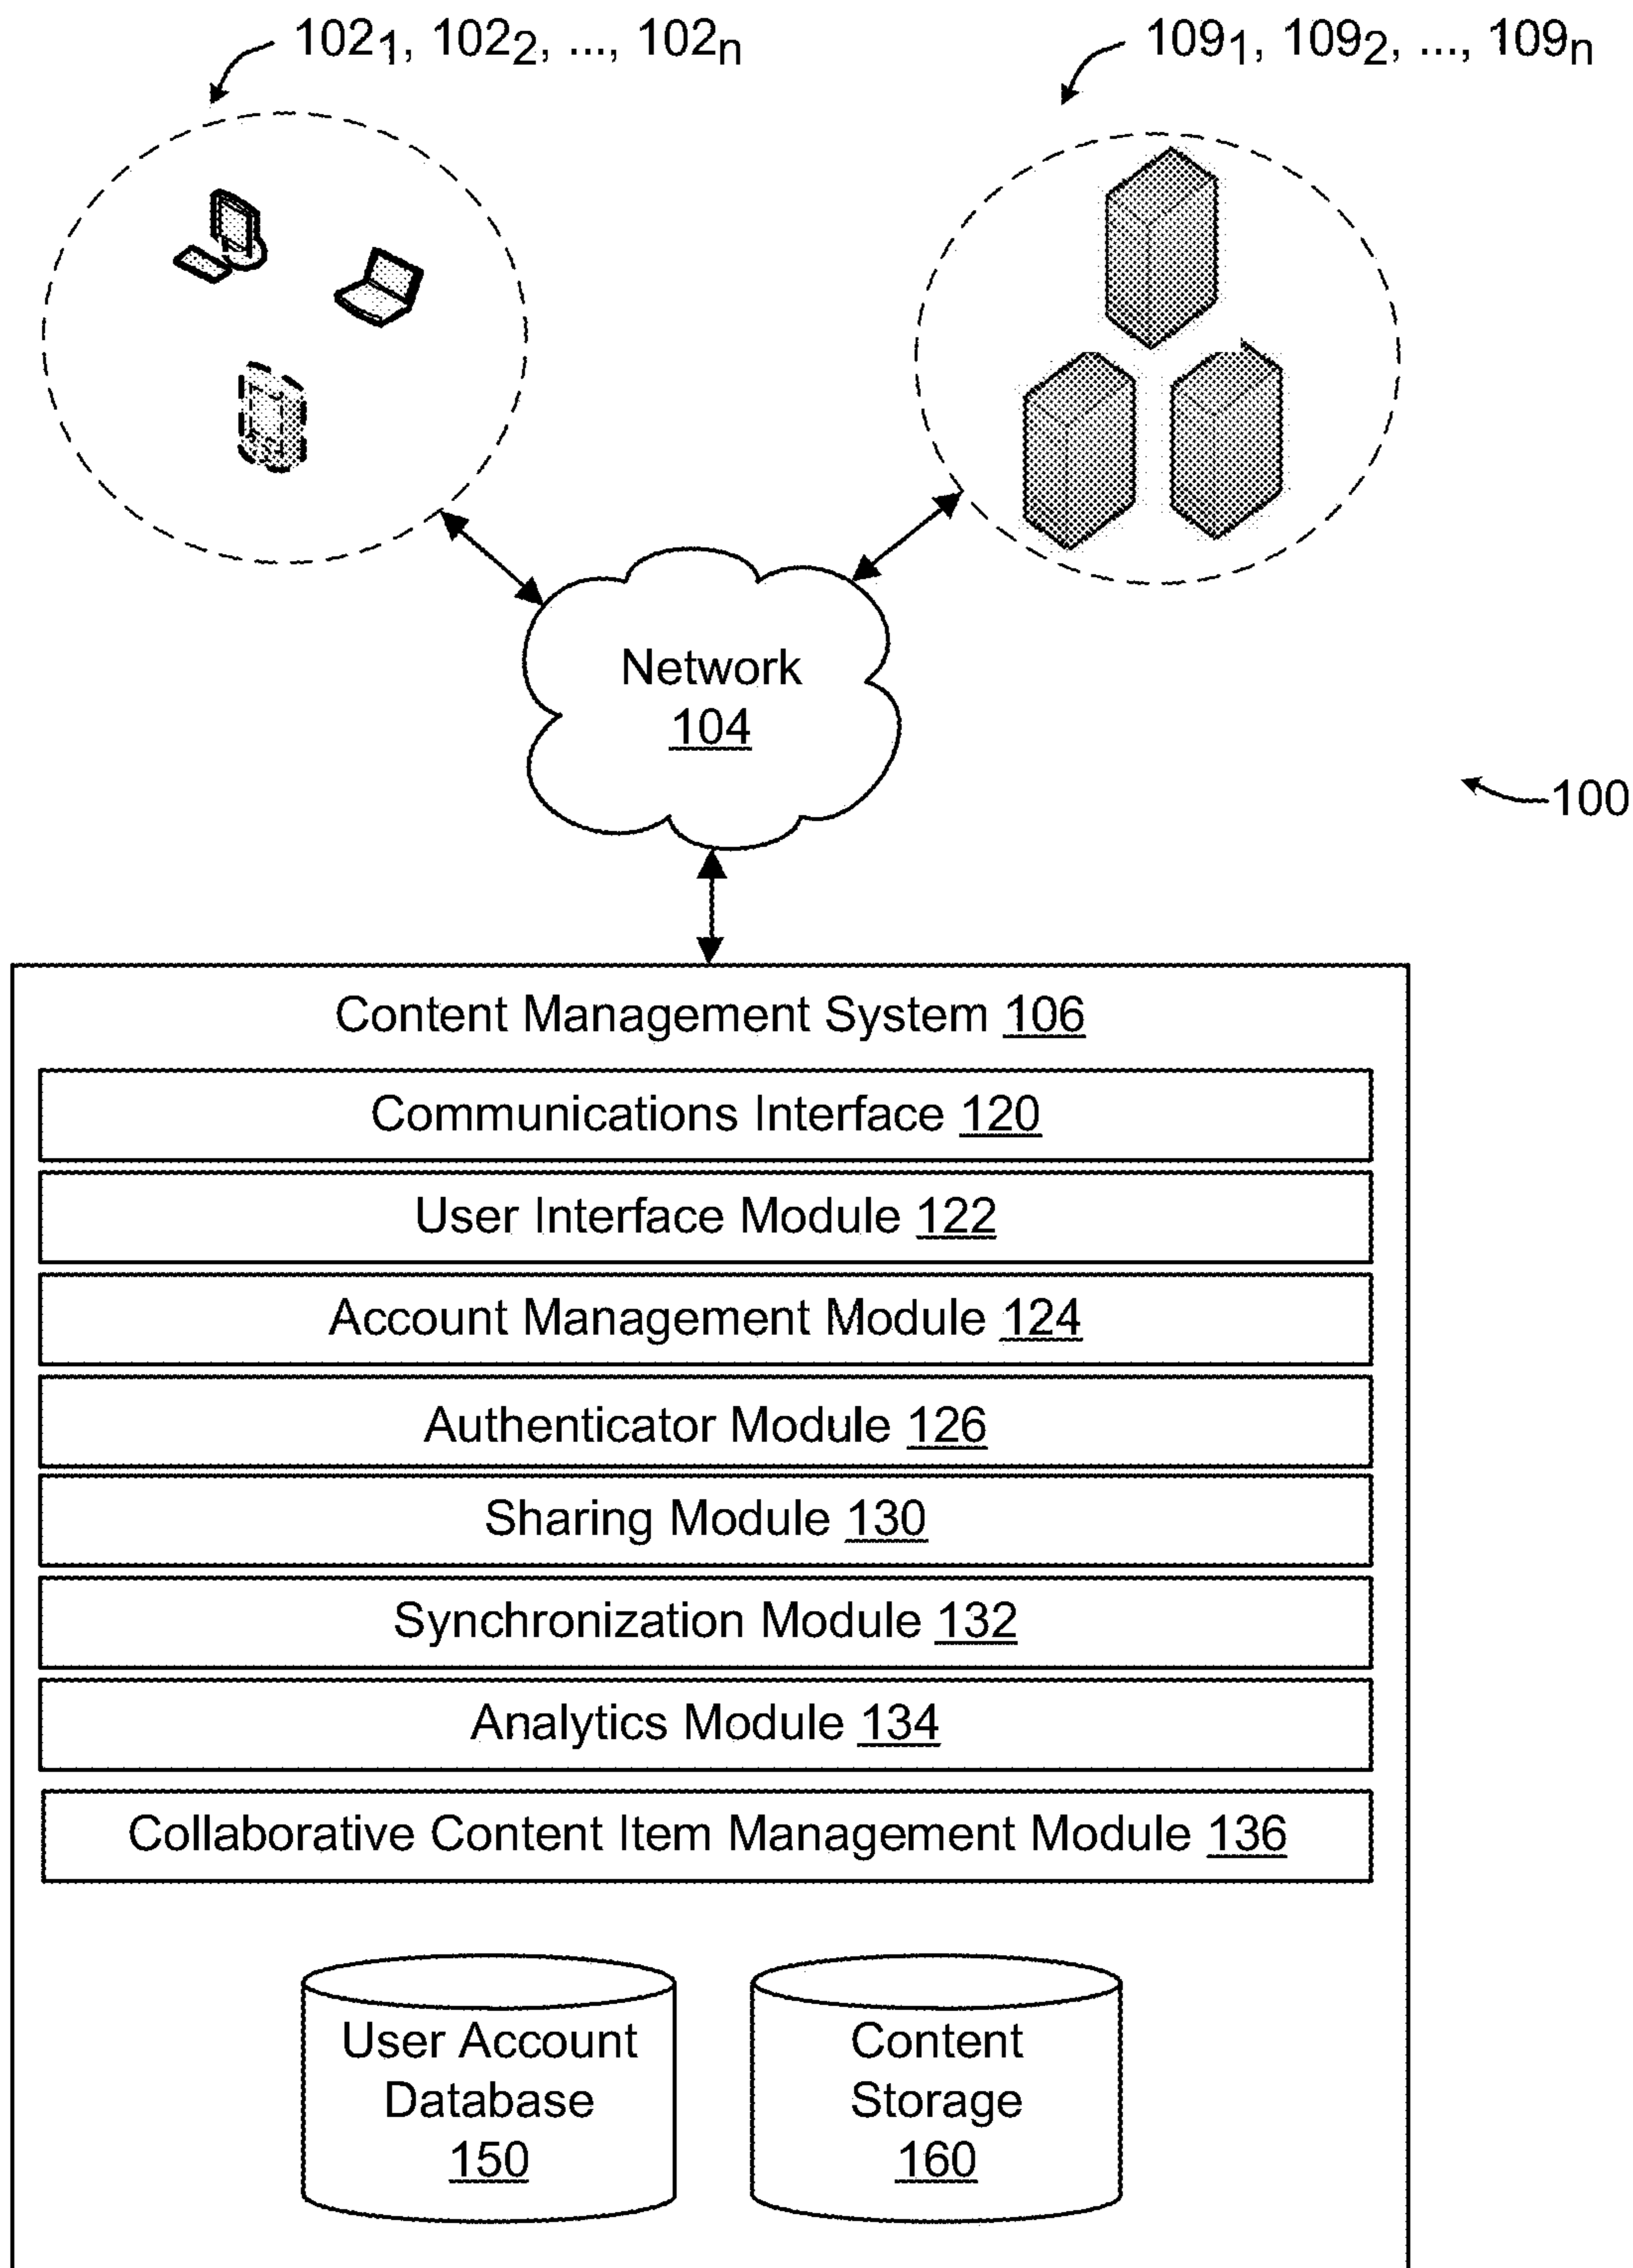 102₁, 102₂, ..., 102ₙ
109₁, 109₂, ..., 109ₙ
Network
104
100
Content Management System 106
Communications Interface 120
User Interface Module 122
Account Management Module 124
Authenticator Module 126
Sharing Module 130
Synchronization Module 132
Analytics Module 134
Collaborative Content Item Management Module 136
User Account
Database
150
Content
Storage
160